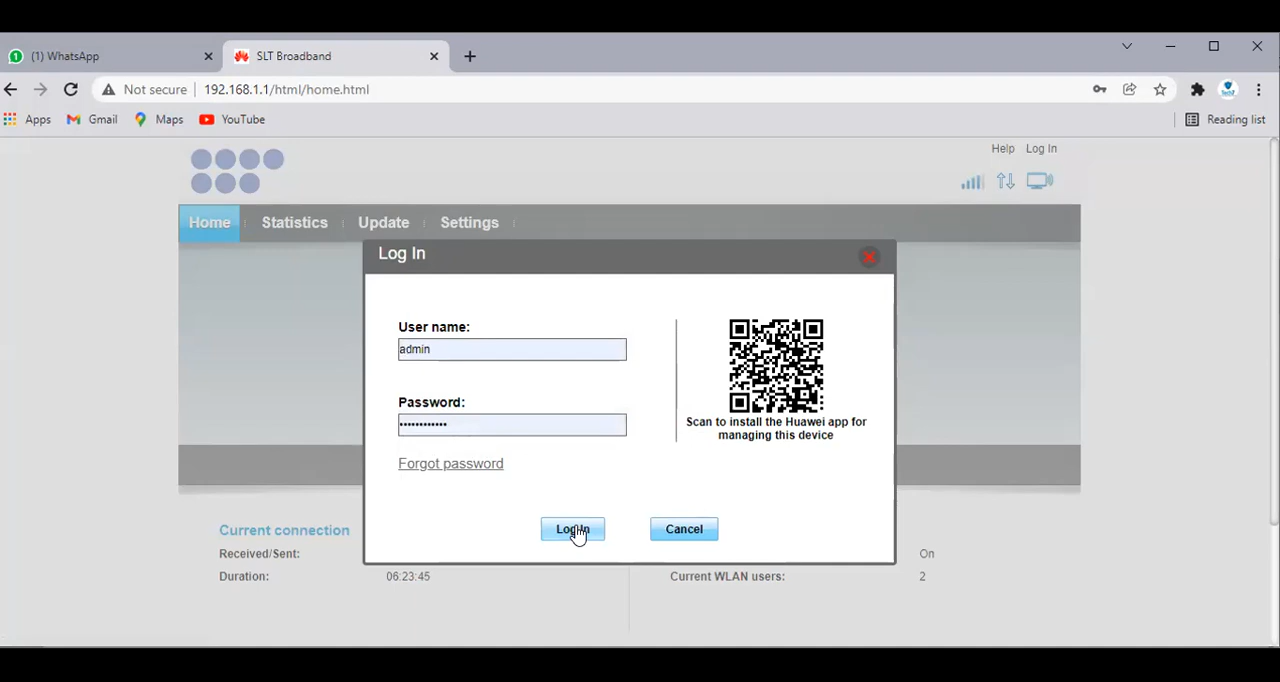 (1) WhatsApp
SLT Broadband
Not secure
192.168.1.1/html/home.html
Apps
Gmail
Maps
YouTube
Reading list
Help Log In
Home
Statistics
Update
Settings
Log In
User name:
admin
Password:
••••••••••••
Forgot password
Scan to install the Huawei app for
managing this device
Log In
Cancel
Current connection
Received/Sent:
On
Duration:
06:23:45
Current WLAN users:
2